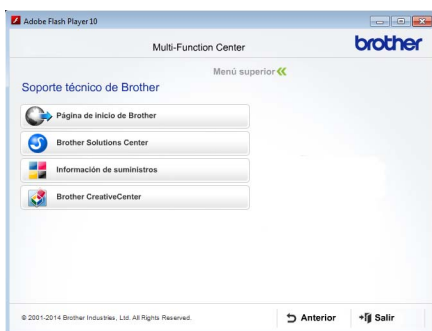 Adobe Flash Player 10
Multi-Function Center
brother
Menú superior
Soporte técnico de Brother
Página de inicio de Brother
Brother Solutions Center
Información de suministros
Brother CreativeCenter
© 2001-2014 Brother Industries, Ltd. All Rights Reserved.
Anterior
Salir